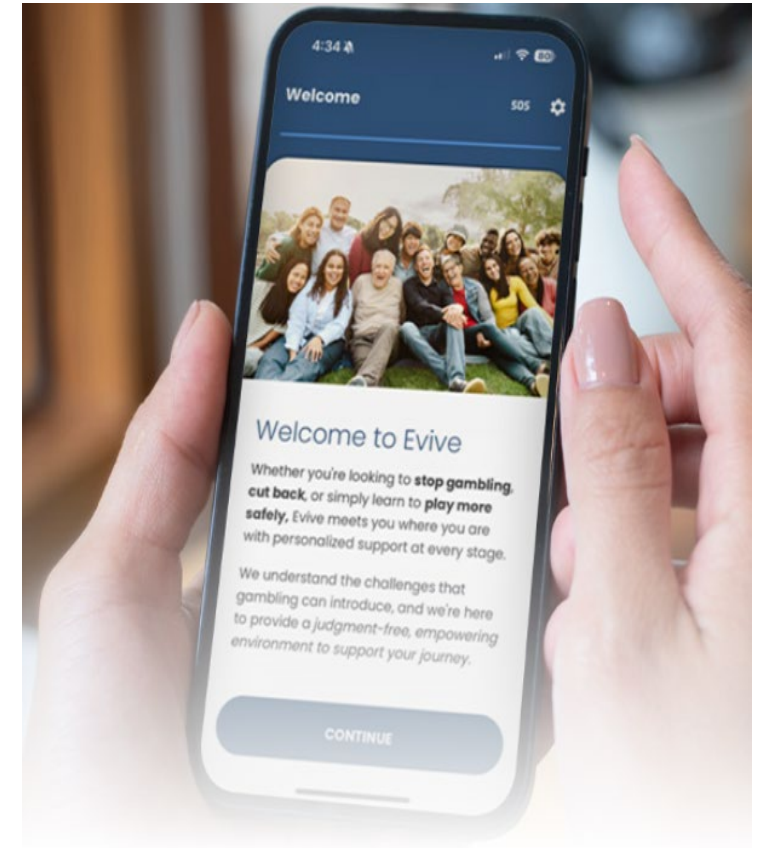 4:34
80
Welcome
SOS
Welcome to Evive
Whether you're looking to stop gambling,
cut back, or simply learn to play more
safely, Evive meets you where you are
with personalized support at every stage.
We understand the challenges that
gambling can introduce, and we're here
to provide a judgment-free, empowering
environment to support your journey.
CONTINUE